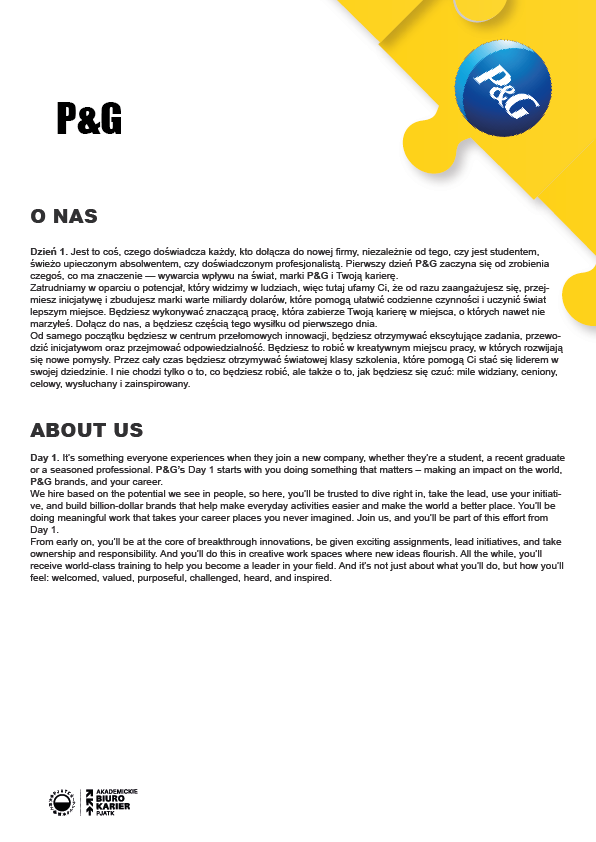 P&G
P&G
O NAS
Dzień 1. Jest to coś, czego doświadcza każdy, kto dołącza do nowej firmy, niezależnie od tego, czy jest studentem,
świeżo upieczonym absolwentem, czy doświadczonym profesjonalistą. Pierwszy dzień P&G zaczyna się od zrobienia
czegoś, co ma znaczenie — wywarcia wpływu na świat, marki P&G i Twoją karierę.
Zatrudniamy w oparciu o potencjał, który widzimy w ludziach, więc tutaj ufamy Ci, że od razu zaangażujesz się, przej-
miesz inicjatywę i zbudujesz marki warte miliardy dolarów, które pomogą ułatwić codzienne czynności i uczynić świat
lepszym miejsce. Będziesz wykonywać znaczącą pracę, która zabierze Twoją karierę w miejsca, o których nawet nie
marzyłeś. Dołącz do nas, a będziesz częścią tego wysiłku od pierwszego dnia.
Od samego początku będziesz w centrum przełomowych innowacji, będziesz otrzymywać ekscytujące zadania, przewo-
dzić inicjatywom oraz przejmować odpowiedzialność. Będziesz to robić w kreatywnym miejscu pracy, w których rozwijają
się nowe pomysły. Przez cały czas będziesz otrzymywać światowej klasy szkolenia, które pomogą Ci stać się liderem w
swojej dziedzinie. I nie chodzi tylko o to, co będziesz robić, ale także o to, jak będziesz się czuć: mile widziany, ceniony,
celowy, wysłuchany i zainspirowany.
ABOUT US
Day 1. It's something everyone experiences when they join a new company, whether they're a student, a recent graduate
or a seasoned professional. P&G's Day 1 starts with you doing something that matters – making an impact on the world,
P&G brands, and your career.
We hire based on the potential we see in people, so here, you'll be trusted to dive right in, take the lead, use your initiati-
ve, and build billion-dollar brands that help make everyday activities easier and make the world a better place. You'll be
doing meaningful work that takes your career places you never imagined. Join us, and you'll be part of this effort from
Day 1.
From early on, you'll be at the core of breakthrough innovations, be given exciting assignments, lead initiatives, and take
ownership and responsibility. And you'll do this in creative work spaces where new ideas flourish. All the while, you'll
receive world-class training to help you become a leader in your field. And it's not just about what you'll do, but how you'll
feel: welcomed, valued, purposeful, challenged, heard, and inspired.
AKADEMICKIE
BIURO
KARIER
PJATK